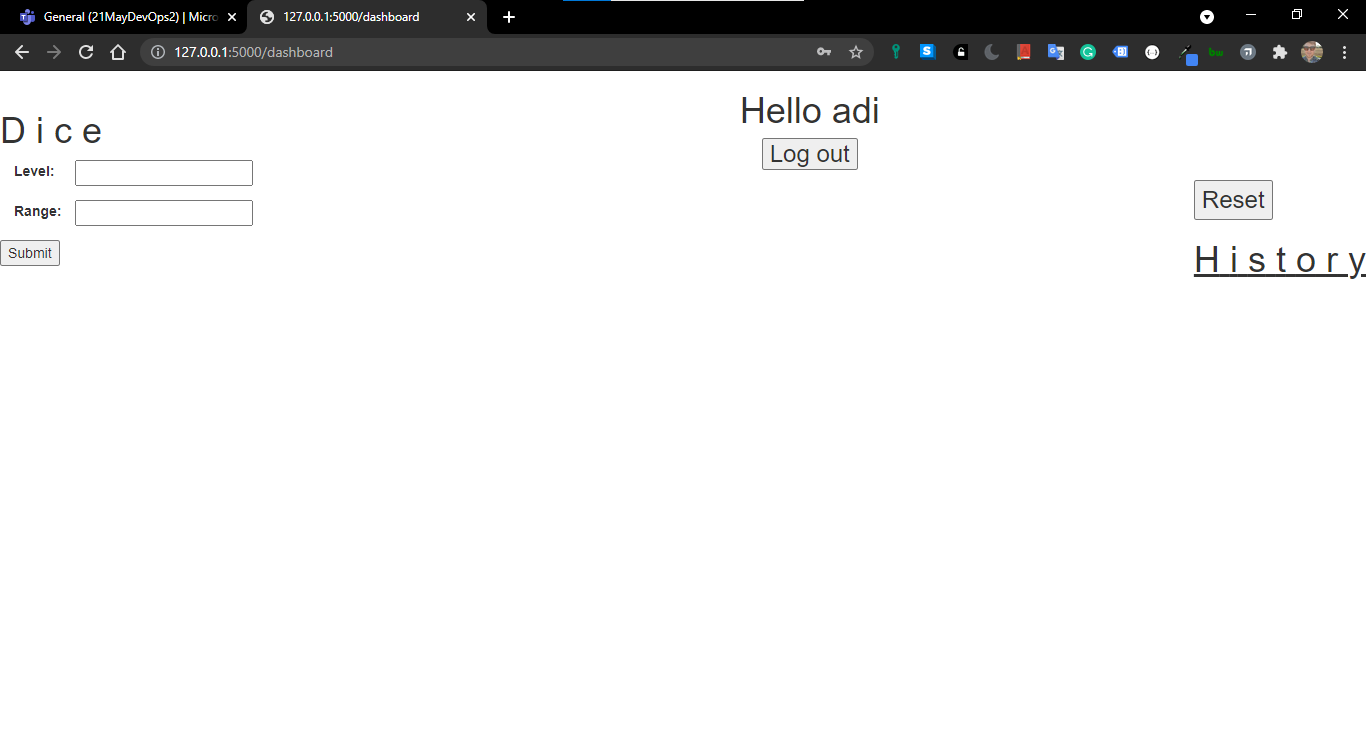 General (21MayDevOps2) | Micro
127.0.0.1:5000/dashboard
127.0.0.1:5000/dashboard
Hello adi
Log out
D i c e
Level:
Range:
Submit
Reset
H i s t o r y